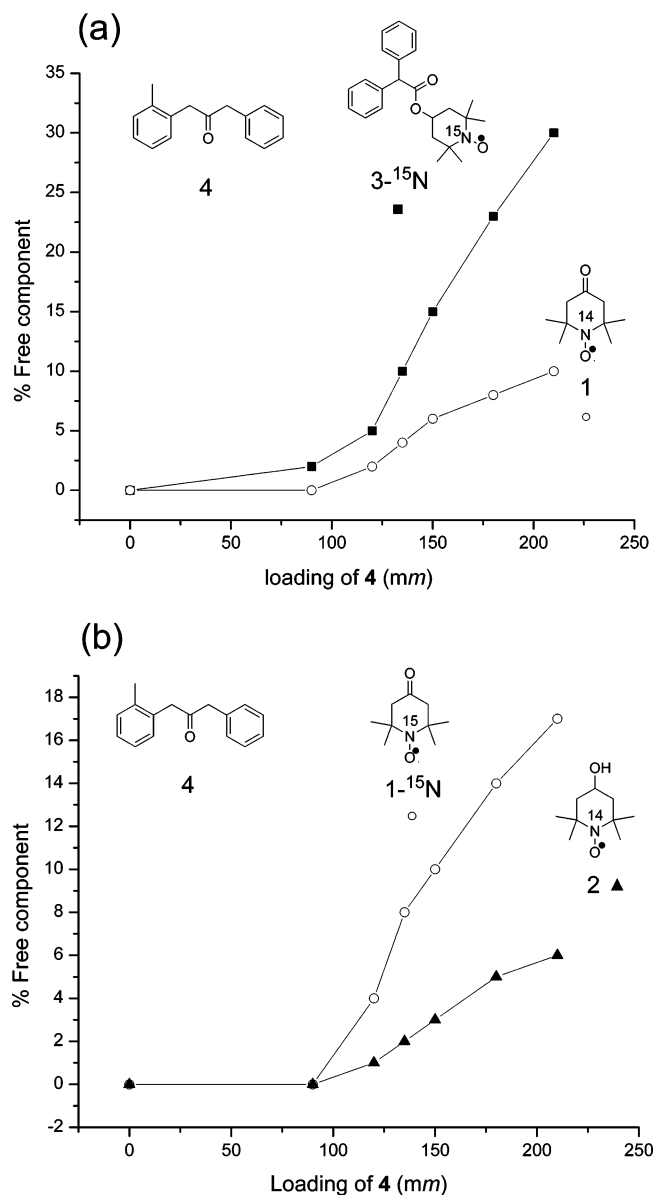 (a)
35
30
25
20
15
10
5
0
% Free component
0 50 100 150 200 250
loading of 4 (mm)
4
O
O
O
15
N
O
3-15N
O
14
N
O
1
(b)
18
16
14
12
10
8
6
4
2
0
-2
% Free component
0 50 100 150 200 250
Loading of 4 (mm)
O
4
O
15
N
O
1-15N
OH
14
N
O
2